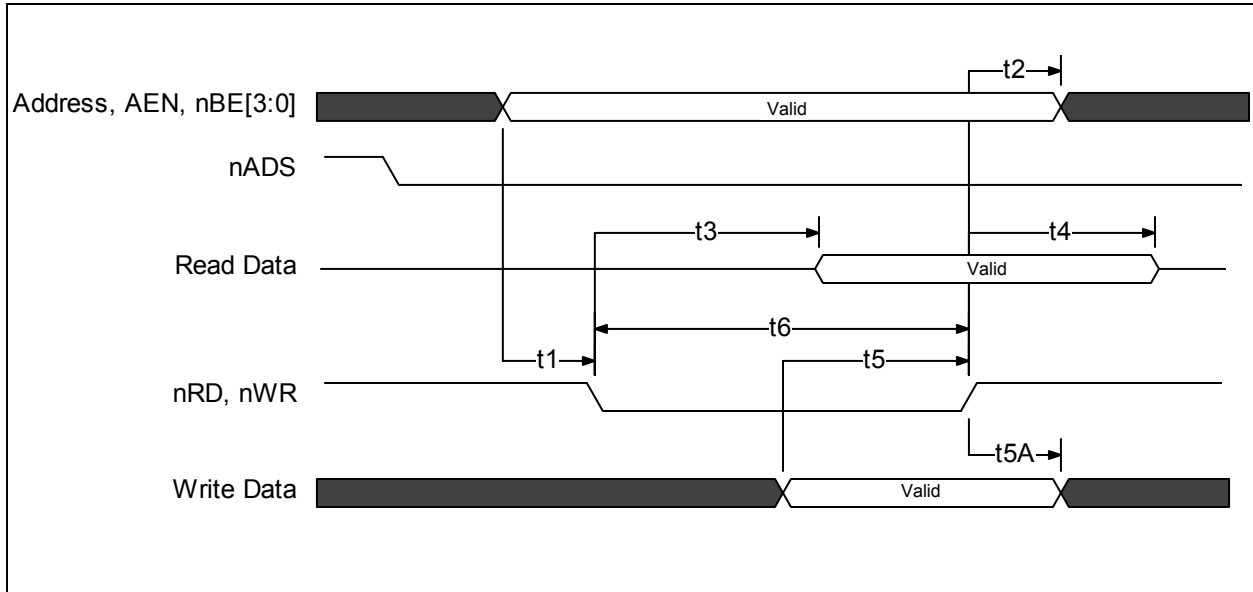 t2
Address, AEN, nBE[3:0]
Valid
nADS
t3
t4
Read Data
Valid
t6
t1
t5
nRD, nWR
t5A
Write Data
Valid